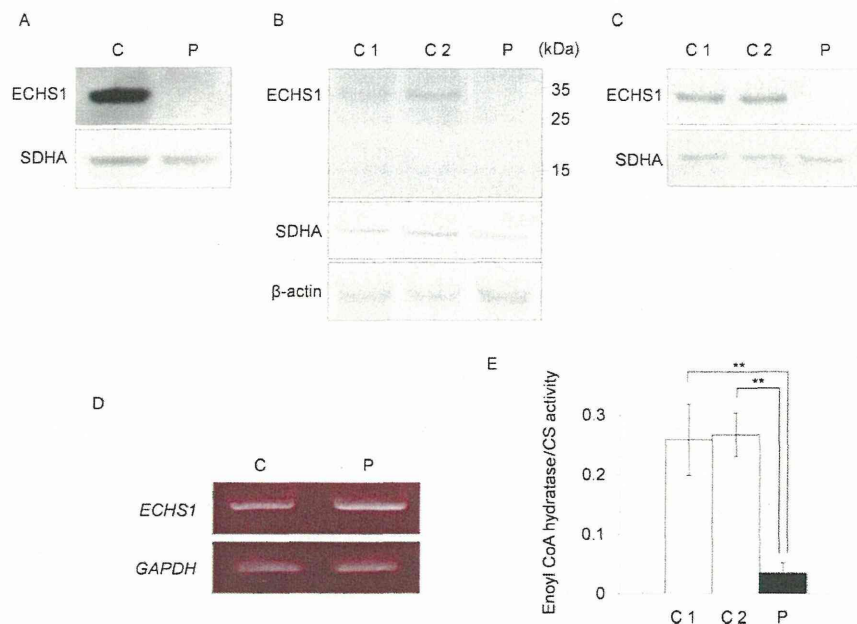 A
C P
ECHS1
SDHA
B
C 1 C 2 P (kDa)
ECHS1
35
25
15
SDHA
β-actin
C
C 1 C 2 P
ECHS1
SDHA
D
C P
ECHS1
GAPDH
E
**
**
Enoyl CoA hydratase/CS activity
0.3
0.2
0.1
0
C 1 C 2 P